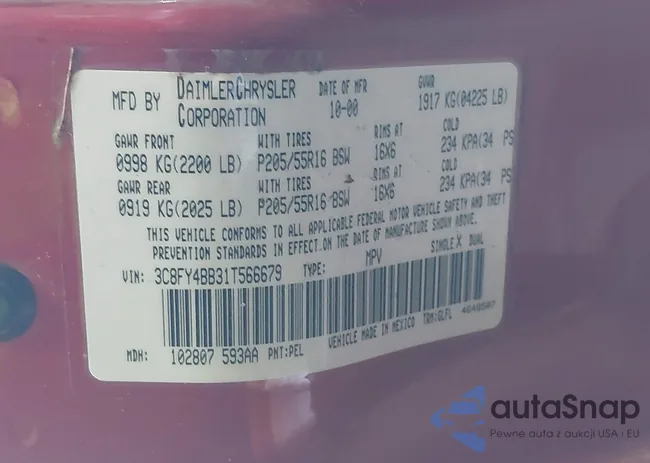 MFD BY DAIMLERCHRYSLER CORPORATION
DATE OF MFR 10-00
GVWR 1917 KG(04225 LB)
GAWR FRONT WITH TIRES RIMS AT COLD
0998 KG(2200 LB) P205/55R16 BSW 16X6 234 KPA(34 PS
GAWR REAR WITH TIRES RIMS AT COLD
0919 KG(2025 LB) P205/55R16 BSW 16X6 234 KPA(34 PS
THIS VEHICLE CONFORMS TO ALL APPLICABLE FEDERAL MOTOR VEHICLE SAFETY AND THEFT
PREVENTION STANDARDS IN EFFECT ON THE DATE OF MANUFACTURE SHOWN ABOVE.
VIN: 3C8FY4BB31T566679 TYPE: MPV SINGLE X DUAL
VEHICLE MADE IN MEXICO TRM:GLFL
MDH: 102807 593AA PNT:PEL
autoSnap
Pewne auta z aukcji USA i EU